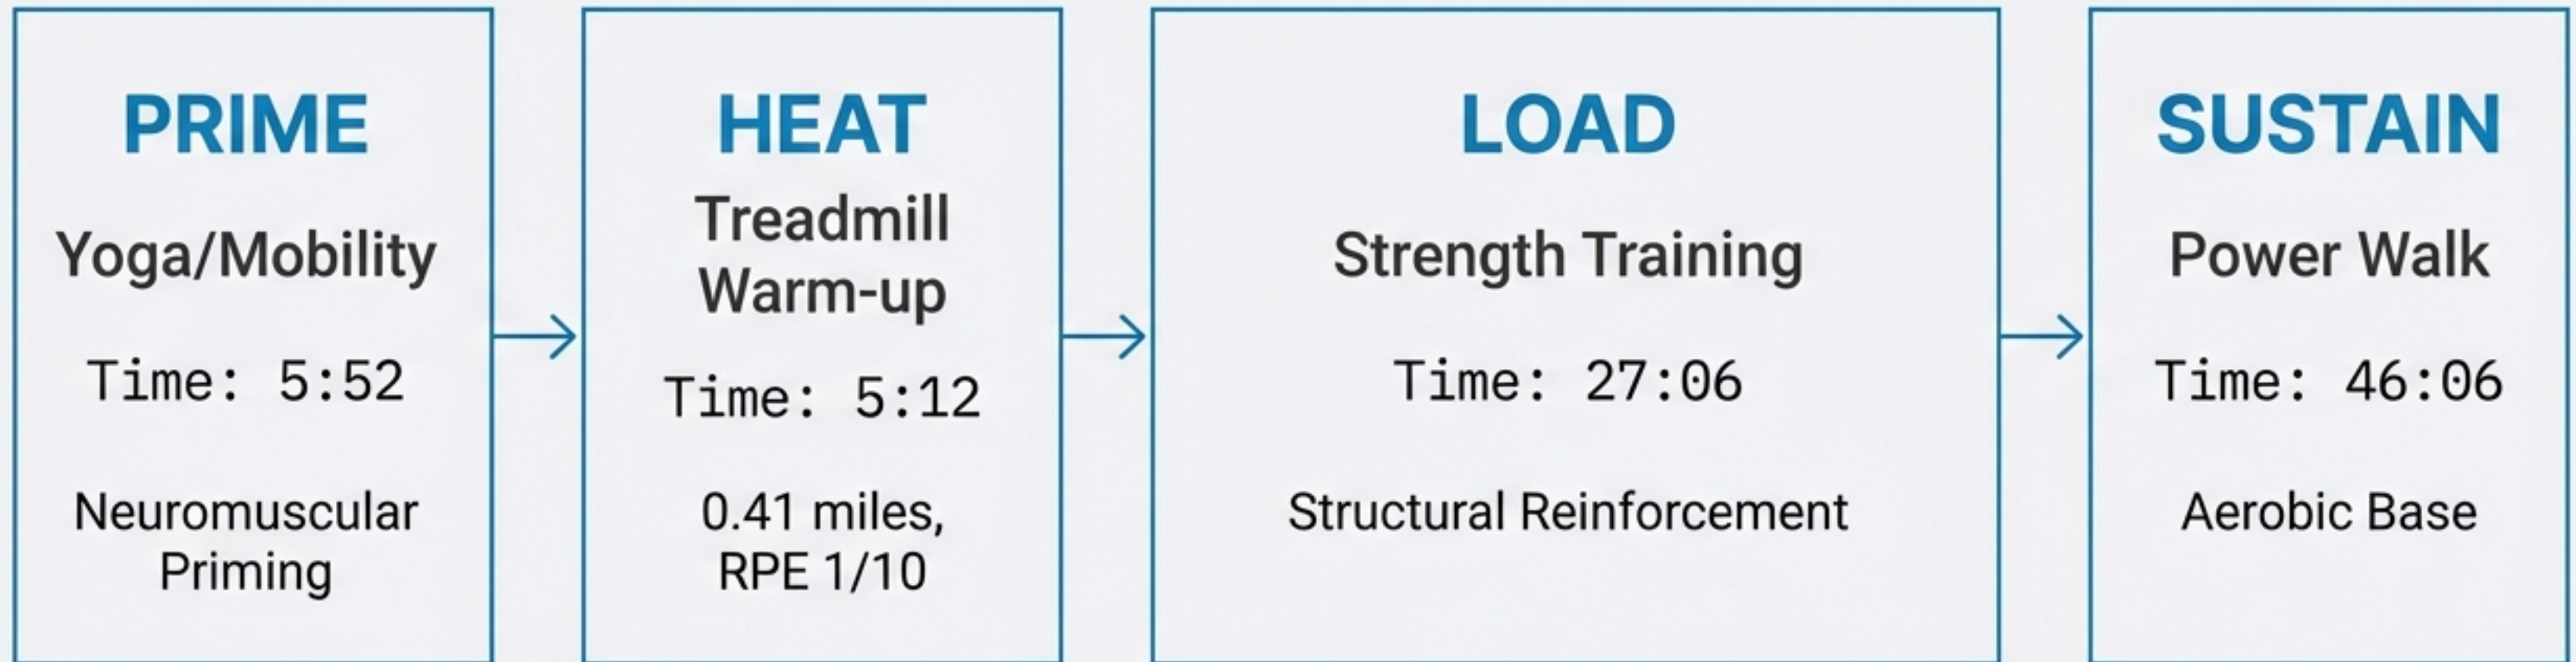 PRIME
Yoga/Mobility
Time: 5:52
Neuromuscular
Priming
HEAT
Treadmill
Warm-up
Time: 5:12
0.41 miles,
RPE 1/10
LOAD
Strength Training
Time: 27:06
Structural Reinforcement
SUSTAIN
Power Walk
Time: 46:06
Aerobic Base